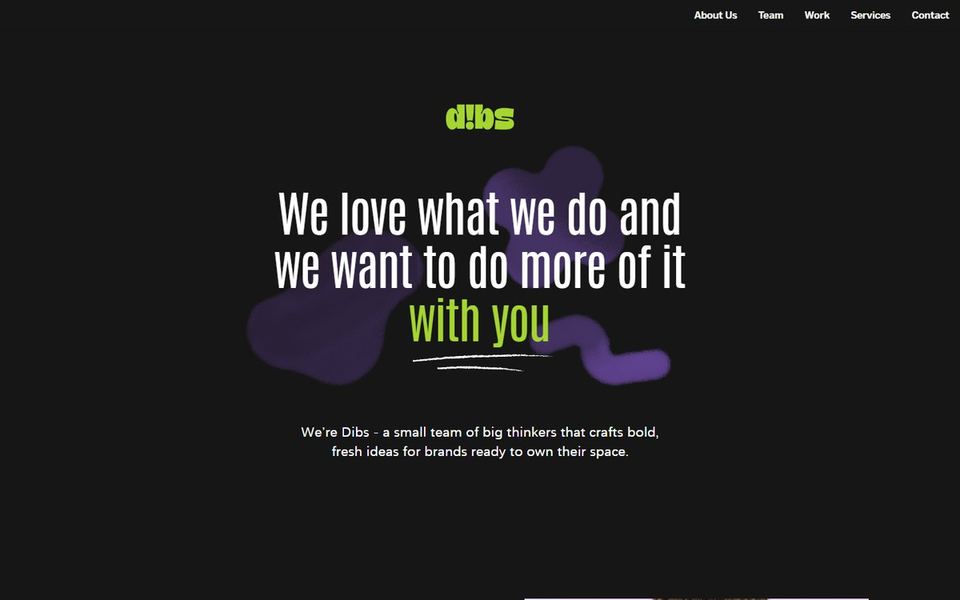 About Us Team Work Services Contact
d!bs
We love what we do and
we want to do more of it
with you
We're Dibs - a small team of big thinkers that crafts bold,
fresh ideas for brands ready to own their space.